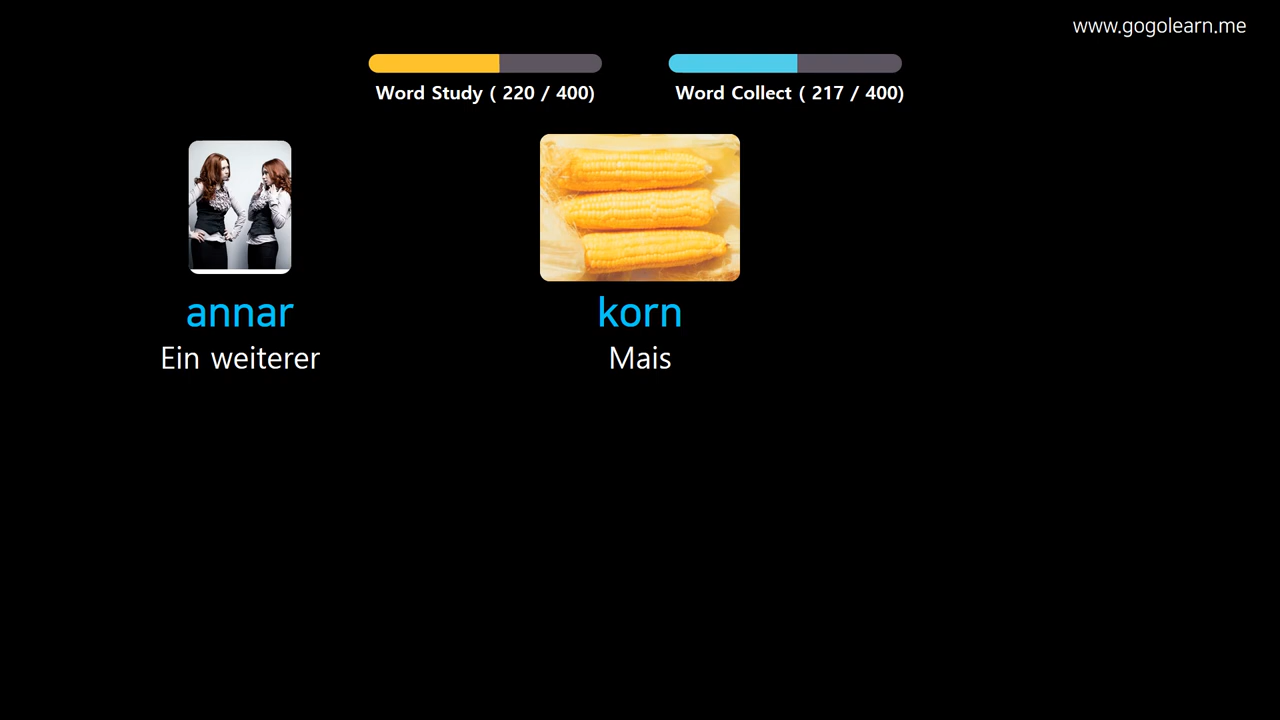 www.gogolearn.me
Word Study ( 220 / 400)
Word Collect ( 217 / 400)
annar
Ein weiterer
korn
Mais